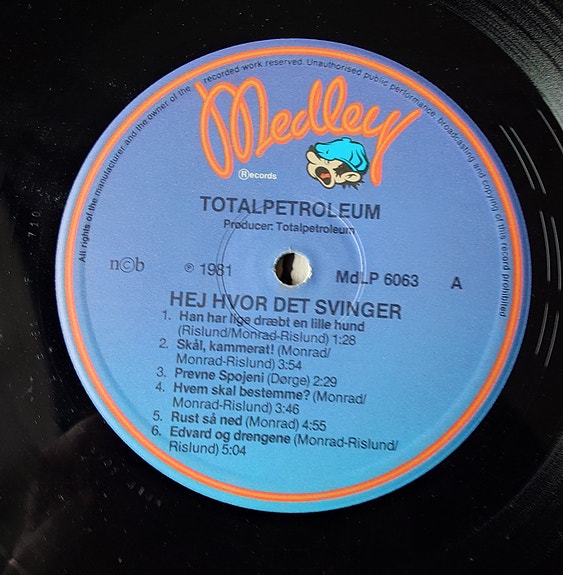 All rights of the manufacturer and the owner of the recorded work reserved. Unauthorised public performance, broadcasting and copying of this record prohibited
Medley
Ⓡecords
TOTALPETROLEUM
Producer: Totalpetroleum
n©b
℗ 1981
MdLP 6063
A
HEJ HVOR DET SVINGER
1. Han har lige dræbt en lille hund
(Rislund/Monrad-Rislund) 1:28
2. Skål, kammerat! (Monrad/
Monrad-Rislund) 3:54
3. Prevne Spojeni (Dørge) 2:29
4. Hvem skal bestemme? (Monrad/
Monrad-Rislund) 3:46
5. Rust så ned (Monrad) 4:55
6. Edvard og drengene (Monrad-Rislund/
Rislund) 5:04